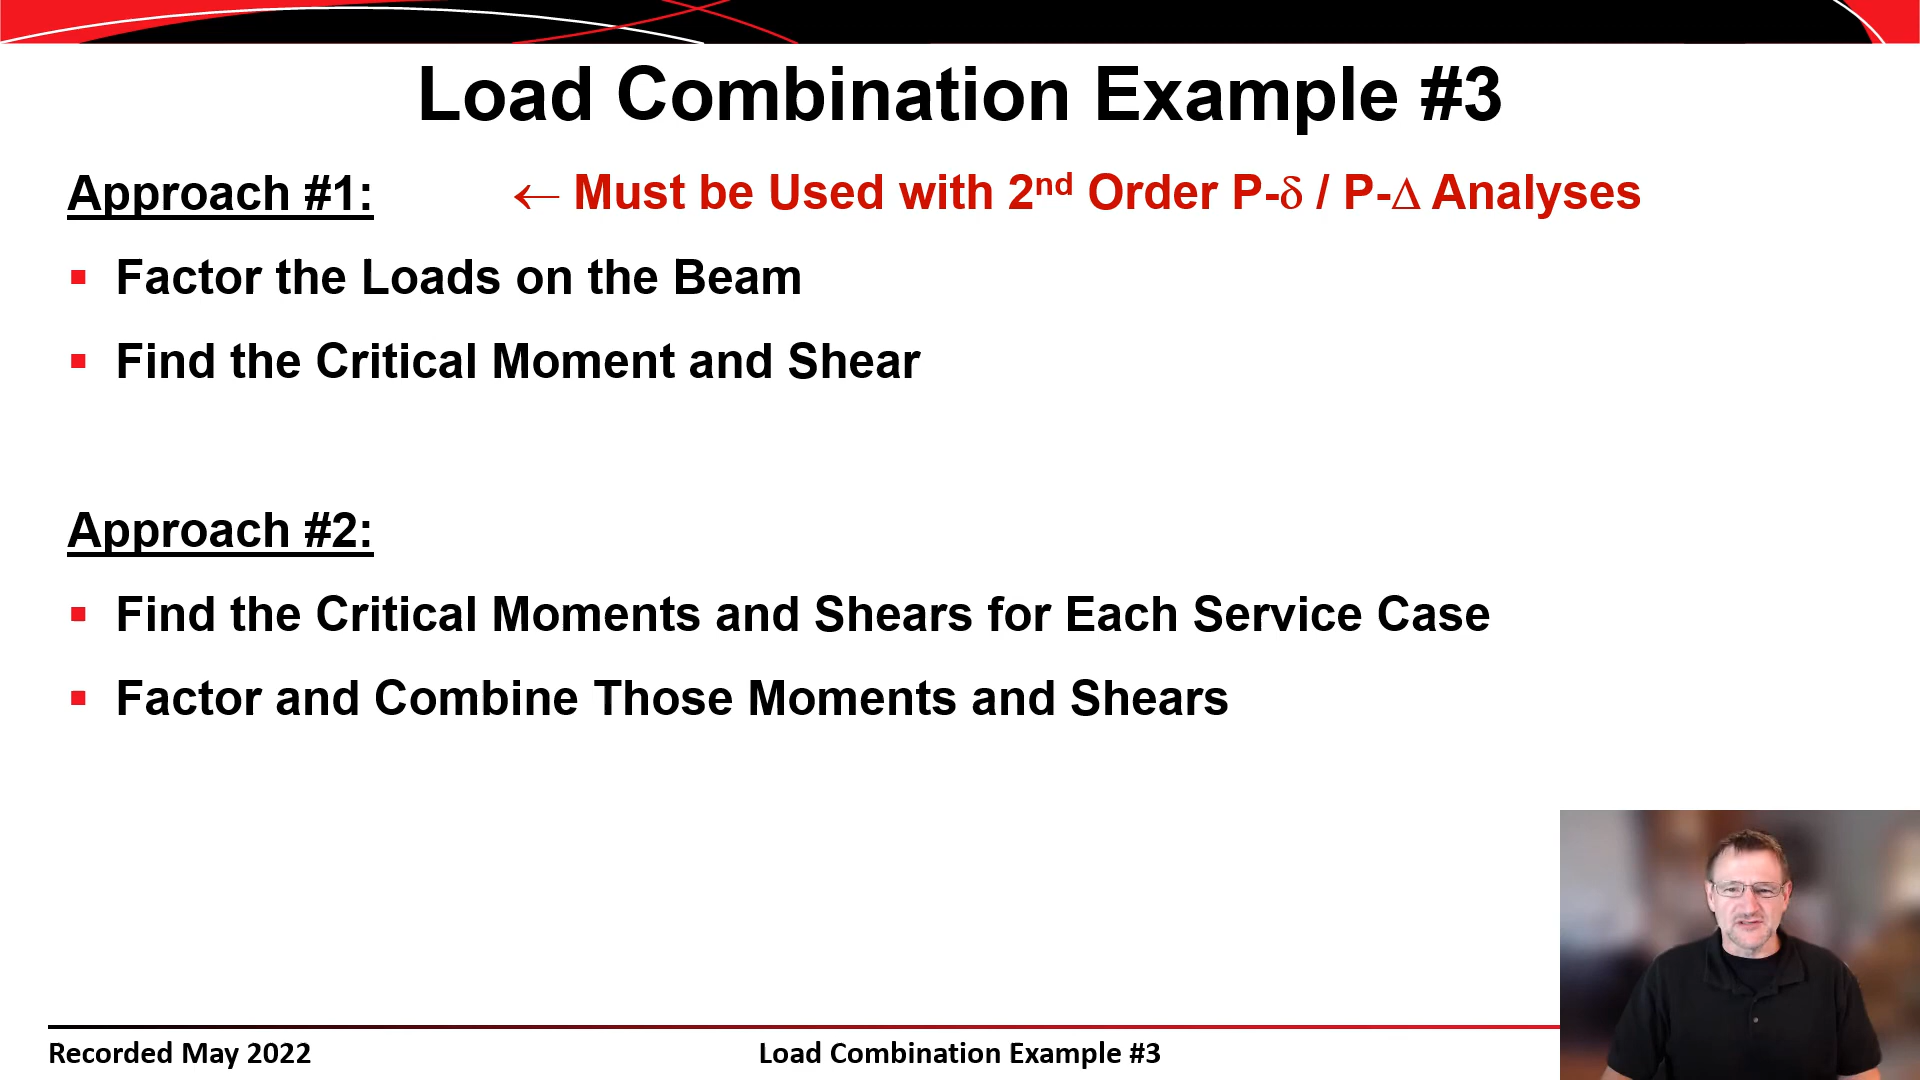 Load Combination Example #3
Approach #1: ← Must be Used with 2nd Order P-δ / P-Δ Analyses
▪ Factor the Loads on the Beam
▪ Find the Critical Moment and Shear
Approach #2:
▪ Find the Critical Moments and Shears for Each Service Case
▪ Factor and Combine Those Moments and Shears
Recorded May 2022 Load Combination Example #3